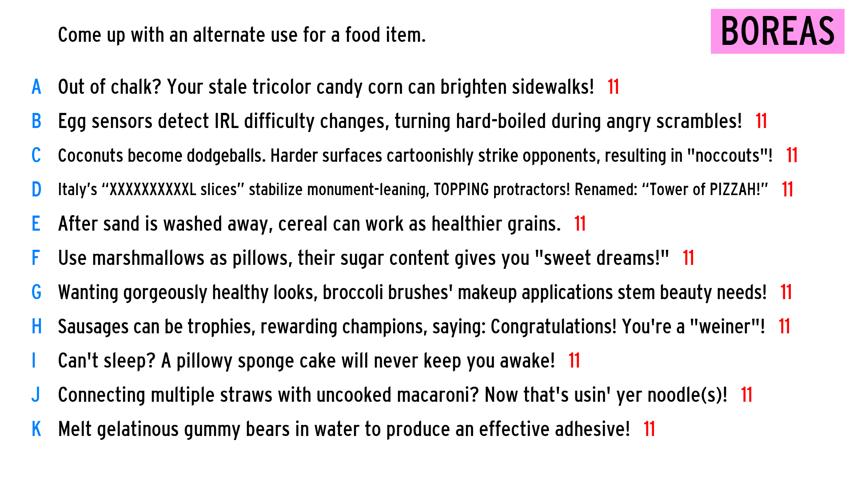 Come up with an alternate use for a food item.
BOREAS
A Out of chalk? Your stale tricolor candy corn can brighten sidewalks! 11
B Egg sensors detect IRL difficulty changes, turning hard-boiled during angry scrambles! 11
C Coconuts become dodgeballs. Harder surfaces cartoonishly strike opponents, resulting in "noccouts"! 11
D Italy's “XXXXXXXXXXL slices” stabilize monument-leaning, TOPPING protractors! Renamed: “Tower of PIZZAH!” 11
E After sand is washed away, cereal can work as healthier grains. 11
F Use marshmallows as pillows, their sugar content gives you "sweet dreams!" 11
G Wanting gorgeously healthy looks, broccoli brushes' makeup applications stem beauty needs! 11
H Sausages can be trophies, rewarding champions, saying: Congratulations! You're a "weiner"! 11
I Can't sleep? A pillowy sponge cake will never keep you awake! 11
J Connecting multiple straws with uncooked macaroni? Now that's usin' yer noodle(s)! 11
K Melt gelatinous gummy bears in water to produce an effective adhesive! 11